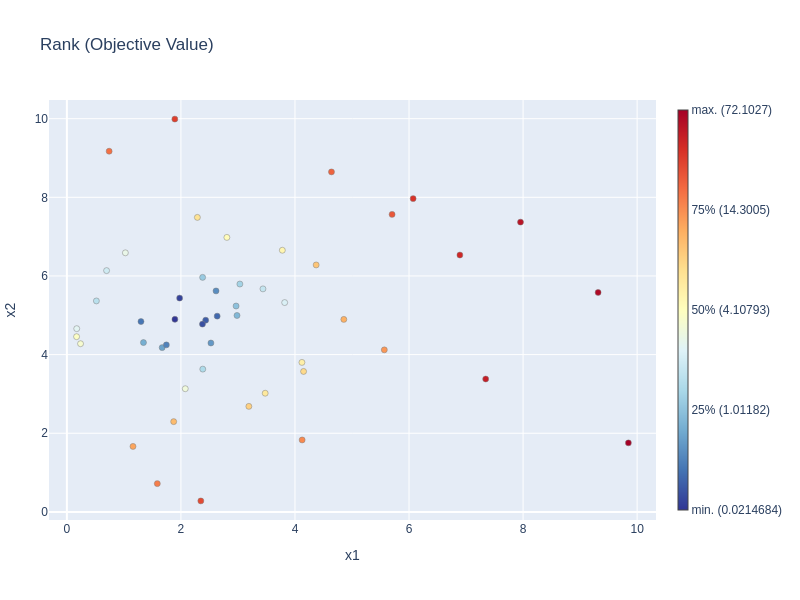 Rank (Objective Value)
max. (72.1027)
75% (14.3005)
50% (4.10793)
25% (1.01182)
min. (0.0214684)
10
8
6
4
2
0
x2
0 2 4 6 8 10
x1